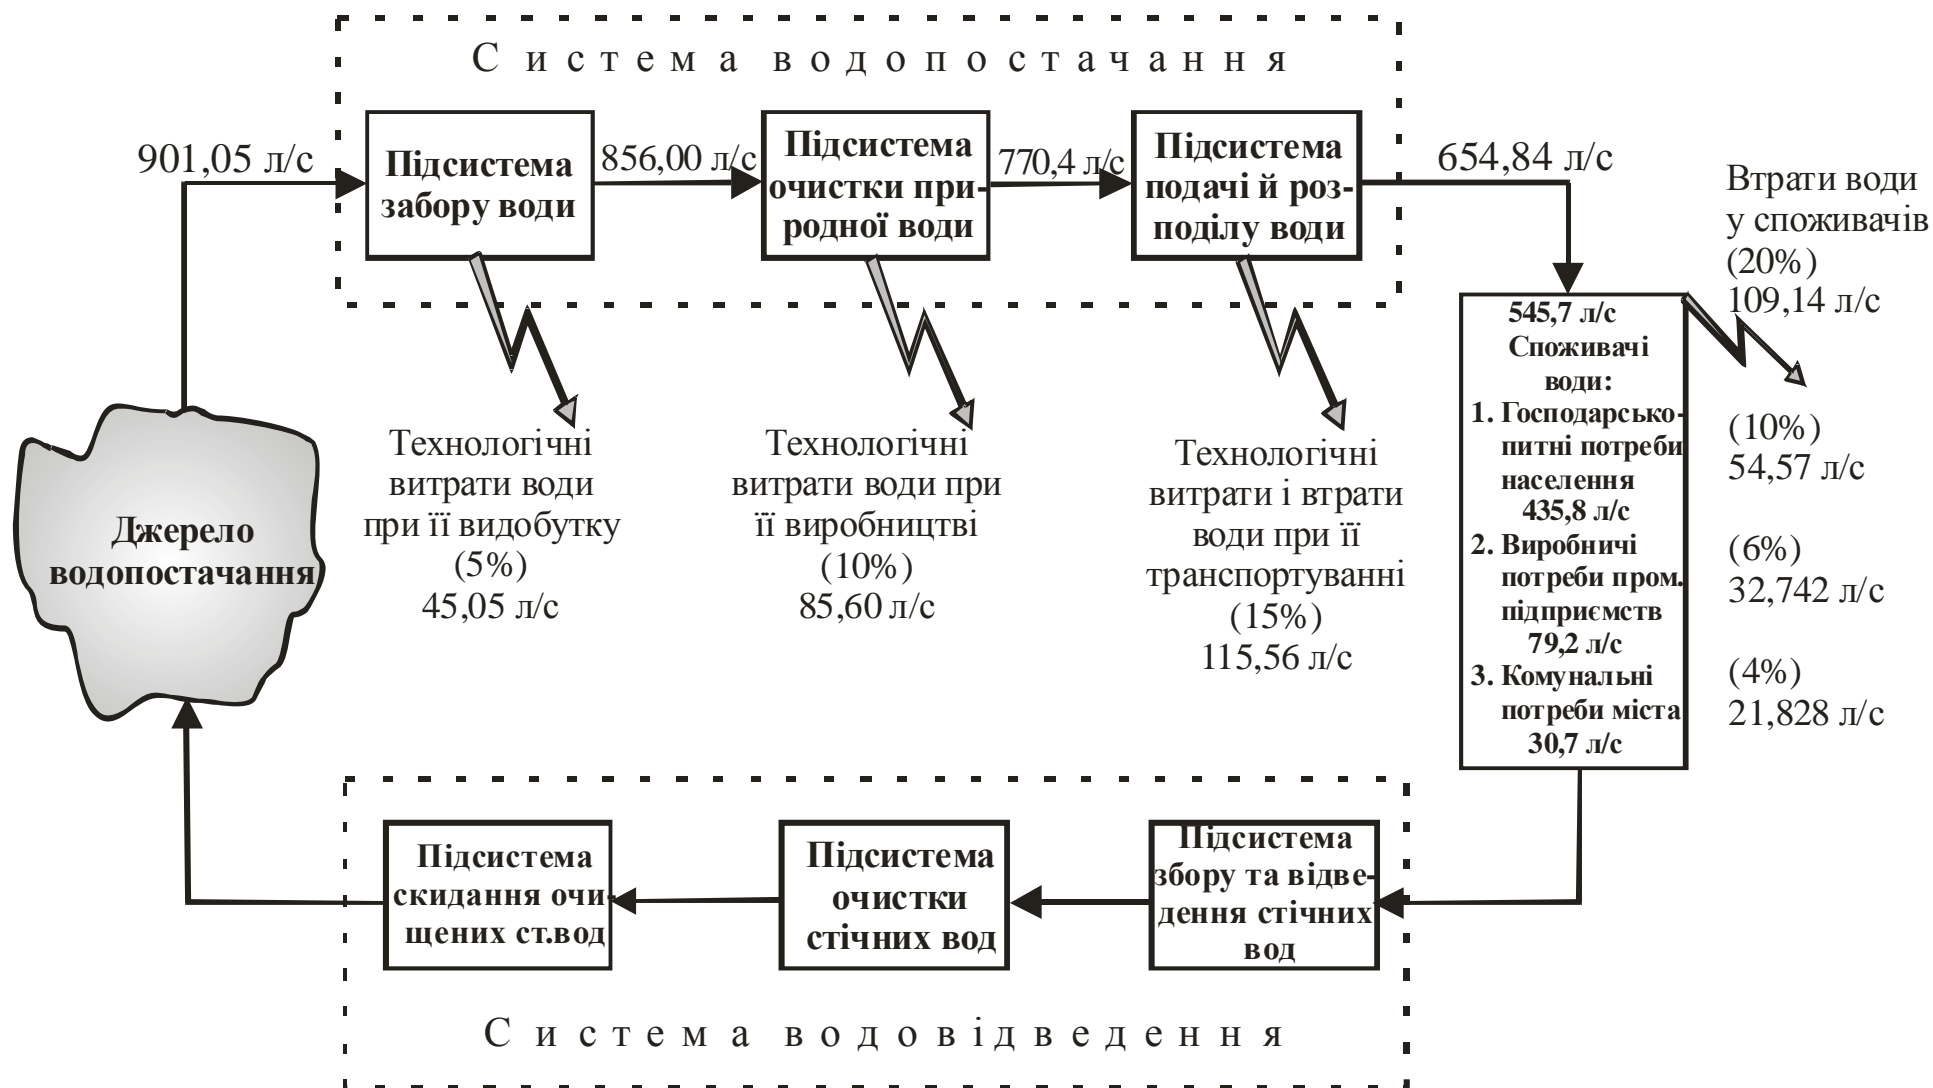 Система водопостачання
901,05 л/с
Підсистема
забору води
856,00 л/с
Підсистема
очистки при-
родної води
770,4 л/с
Підсистема
подачі й роз-
поділу води
654,84 л/с
Втрати води
у споживачів
(20%)
109,14 л/с
545,7 л/с
Споживачі
води:
1. Господарсько-
питні потреби
населення
435,8 л/с
2. Виробничі
потреби пром.
підприємств
79,2 л/с
3. Комунальні
потреби міста
30,7 л/с
(10%)
54,57 л/с
(6%)
32,742 л/с
(4%)
21,828 л/с
Технологічні
витрати води
при її видобутку
(5%)
45,05 л/с
Технологічні
витрати води при
її виробництві
(10%)
85,60 л/с
Технологічні
витрати і втрати
води при її
транспортуванні
(15%)
115,56 л/с
Джерело
водопостачання
Підсистема
скидання очи-
щених ст.вод
Підсистема
очистки
стічних вод
Підсистема
збору та відве-
дення стічних
вод
Система водовідведення